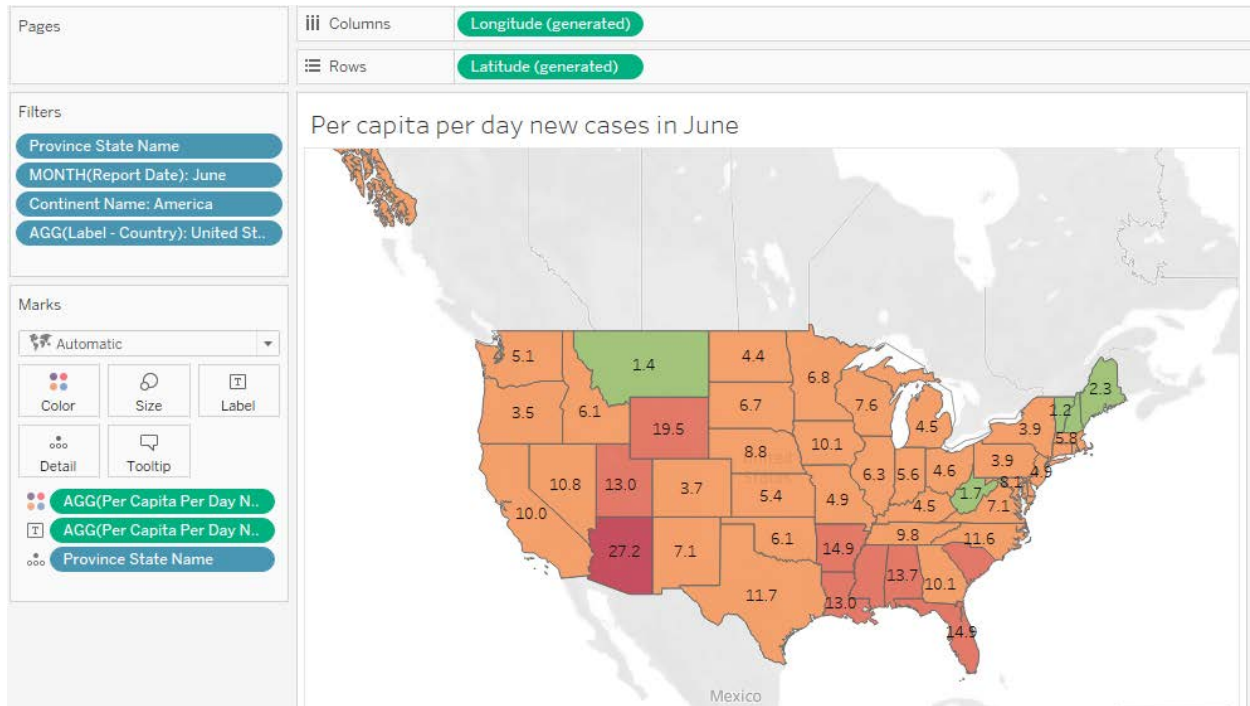 Pages
Columns
Longitude (generated)
Rows
Latitude (generated)
Filters
Province State Name
MONTH(Report Date): June
Continent Name: America
AGG(Label - Country): United St..
Marks
Automatic
Color
Size
T
Label
Detail
Tooltip
AGG(Per Capita Per Day N..
T
AGG(Per Capita Per Day N..
Province State Name
Per capita per day new cases in June
5.1
1.4
4.4
6.8
2.3
1.2
3.5
6.1
19.5
6.7
7.6
4.5
3.9
5.8
8.8
10.1
3.9
4.9
10.8
13.0
3.7
5.4
4.9
6.3
5.6
4.6
8.1
1.7
7.1
10.0
4.5
27.2
7.1
6.1
14.9
9.8
11.6
11.7
13.0
13.7
10.1
14.9
United
States
Mexico